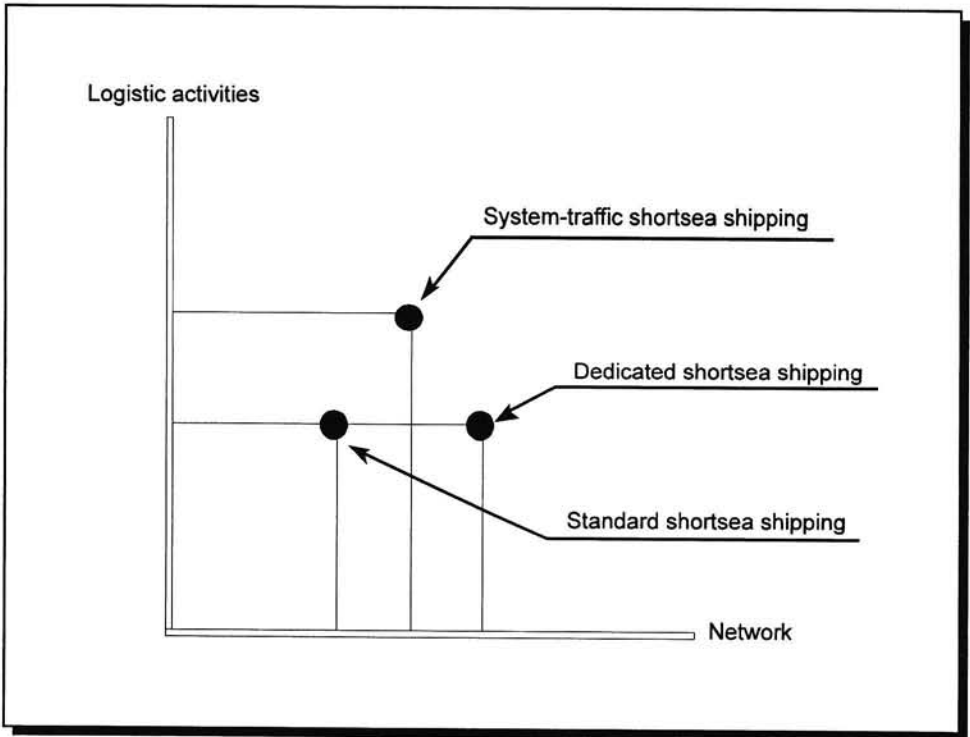 Logistic activities
System-traffic shortsea shipping
Dedicated shortsea shipping
Standard shortsea shipping
Network